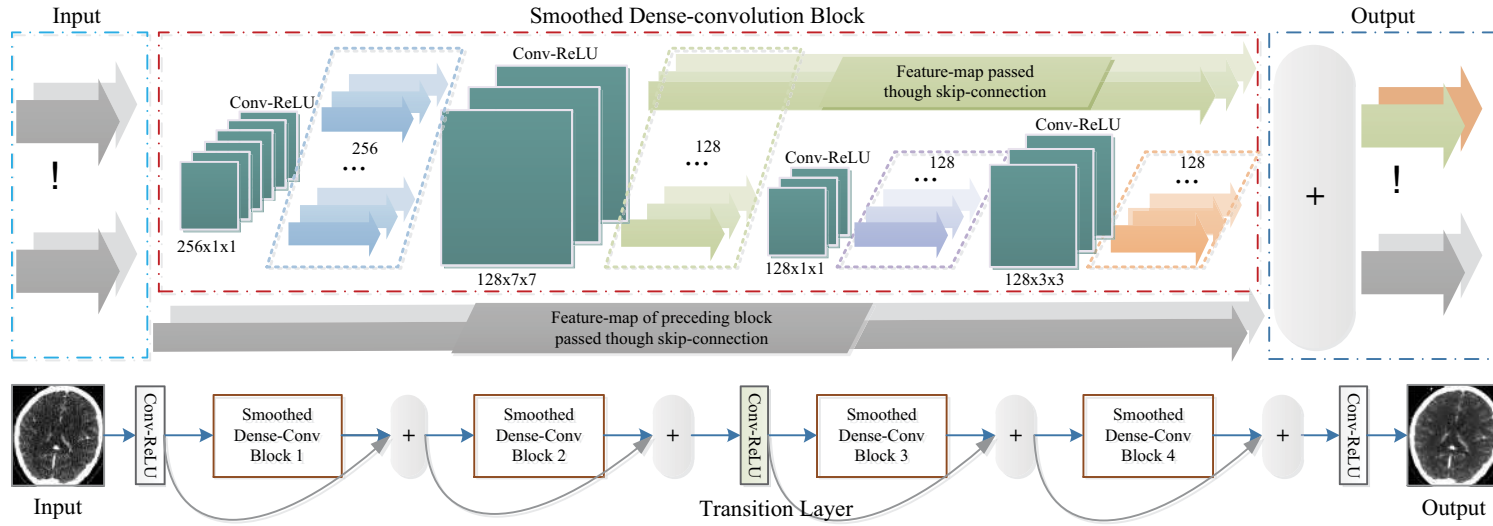 Input
Smoothed Dense-convolution Block
Output
Conv-ReLU
256x1x1
256
...
Conv-ReLU
128x7x7
128
...
Feature-map passed
though skip-connection
Conv-ReLU
128x1x1
128
...
Conv-ReLU
128x3x3
128
...
!
+
!
Feature-map of preceding block
passed though skip-connection
Input
Conv-ReLU
Smoothed
Dense-Conv
Block 1
+
Smoothed
Dense-Conv
Block 2
+
Conv-ReLU
Transition Layer
Smoothed
Dense-Conv
Block 3
+
Smoothed
Dense-Conv
Block 4
+
Conv-ReLU
Output